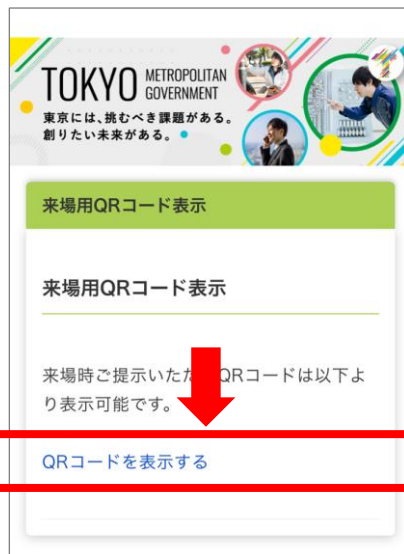 TOKYO METROPOLITAN GOVERNMENT
東京には、挑むべき課題がある。
創りたい未来がある。
来場用QRコード表示
来場用QRコード表示
来場時ご提示いた QRコードは以下よ
り表示可能です。
QRコードを表示する